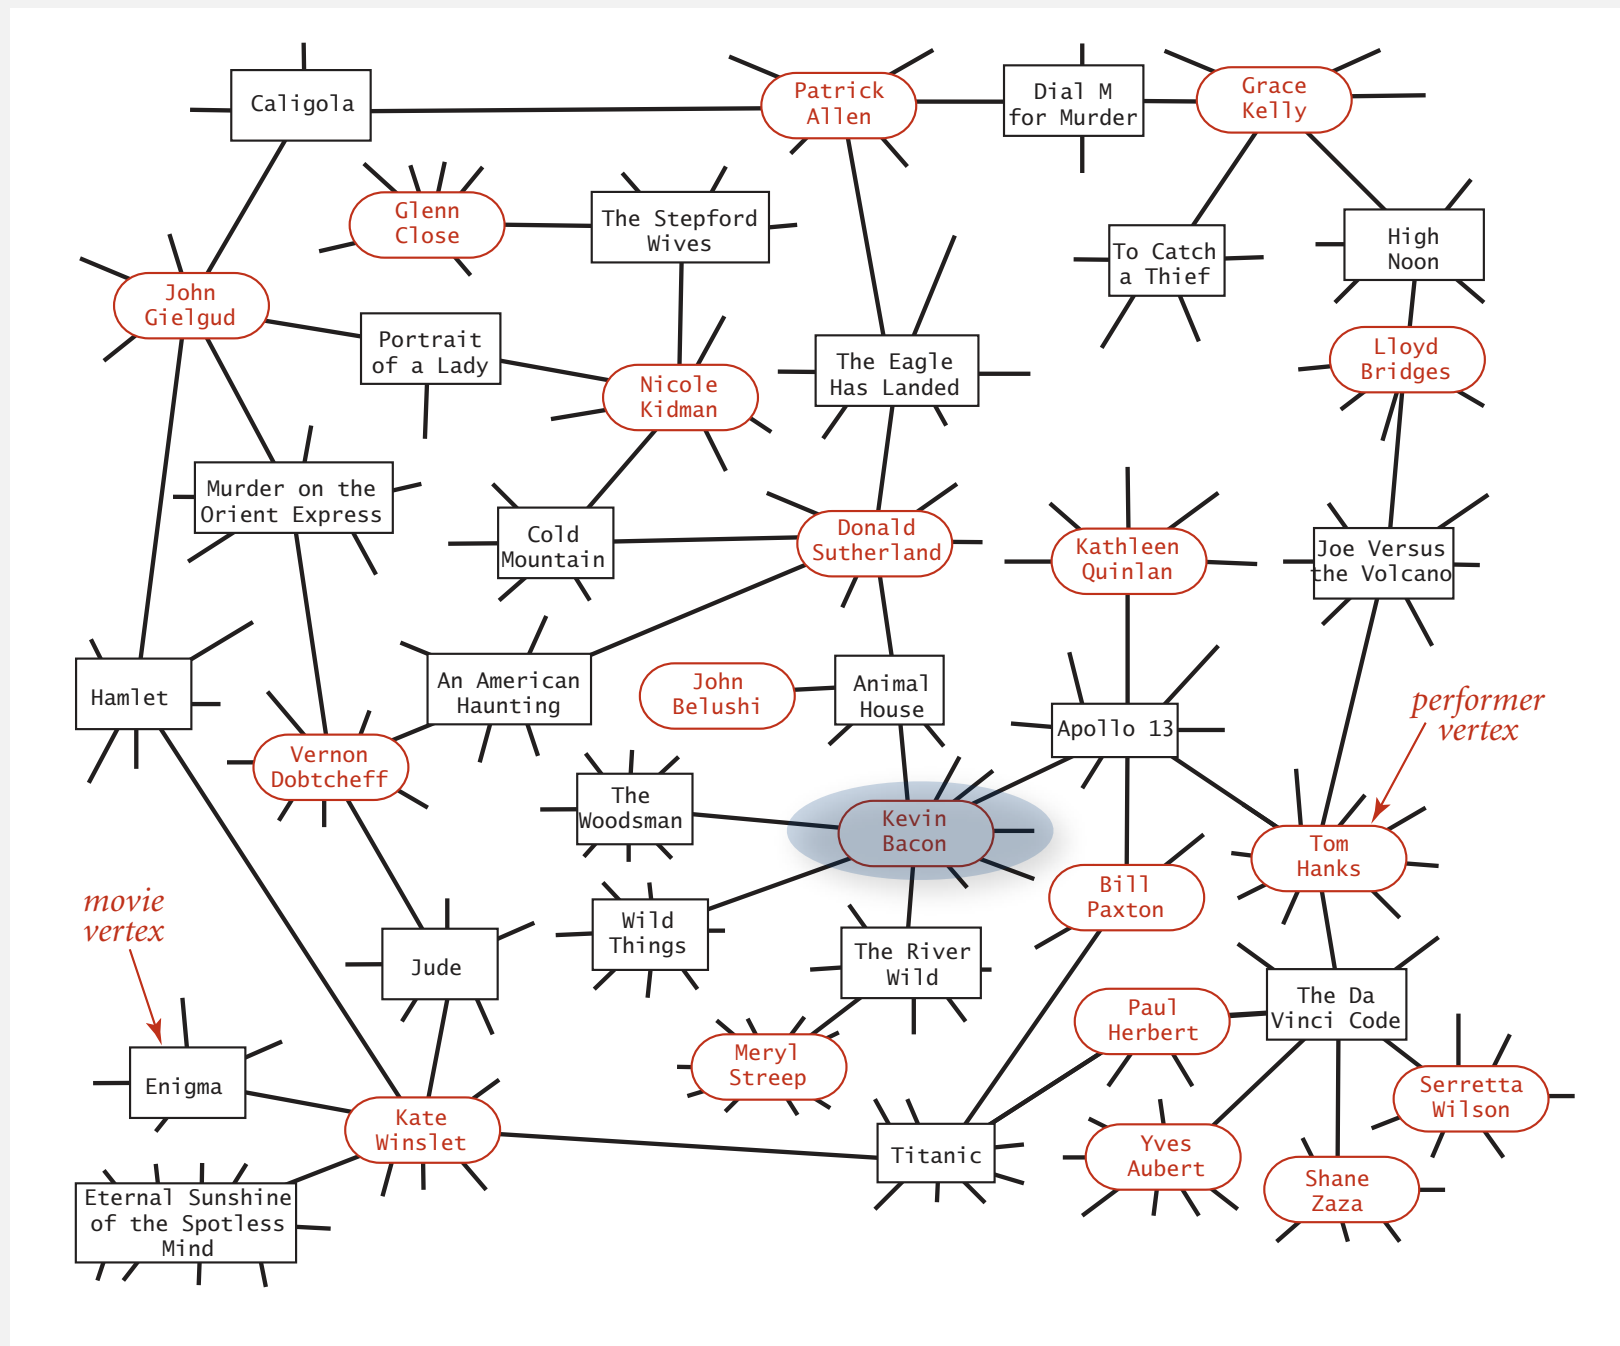 Caligola
Patrick
Allen
Dial M
for Murder
Grace
Kelly
Glenn
Close
The Stepford
Wives
To Catch
a Thief
High
Noon
John
Gielgud
Portrait
of a Lady
Nicole
Kidman
The Eagle
Has Landed
Lloyd
Bridges
Murder on the
Orient Express
Cold
Mountain
Donald
Sutherland
Kathleen
Quinlan
Joe Versus
the Volcano
Hamlet
An American
Haunting
John
Belushi
Animal
House
Apollo 13
performer
vertex
Vernon
Dobtcheff
The
Woodsman
Kevin
Bacon
Tom
Hanks
movie
vertex
Bill
Paxton
Wild
Things
Jude
The River
Wild
The Da
Vinci Code
Paul
Herbert
Enigma
Meryl
Streep
Serretta
Wilson
Kate
Winslet
Titanic
Yves
Aubert
Shane
Zaza
Eternal Sunshine
of the Spotless
Mind